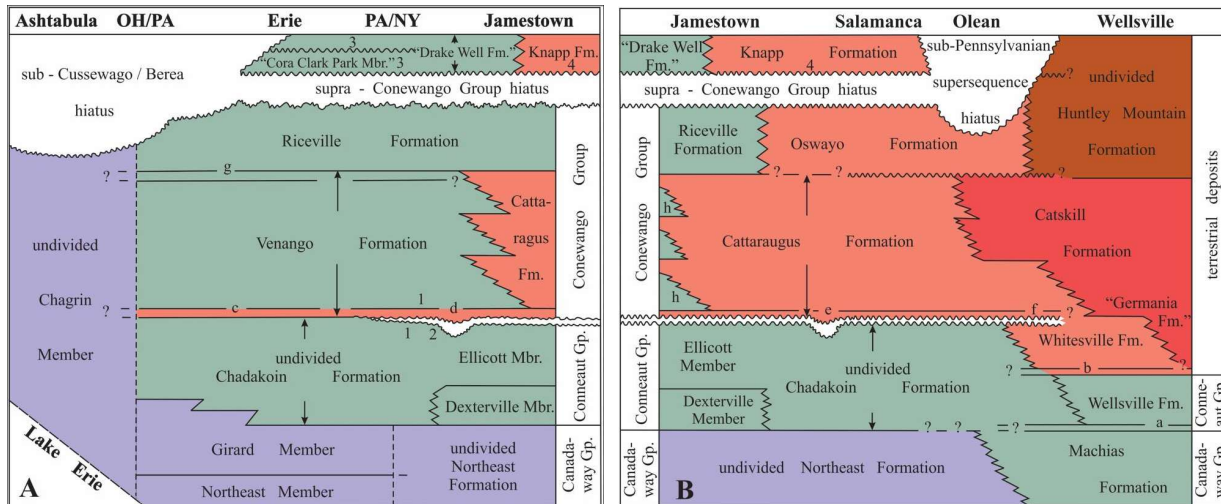 Ashtabula OH/PA Erie PA/NY Jamestown
sub - Cussewago / Berea
hiatus
3
"Cora Clark Park Mbr." 3
"Drake Well Fm."
Knapp Fm.
4
supra - Conewango Group hiatus
Riceville Formation
g
?
?
Venango Formation
Catta-
raugus
Fm.
undivided
Chagrin
Member
?
c
1
d
1
2
undivided
Chadakoin Formation
Ellicott Mbr.
Dexterville Mbr.
Girard Member
Northeast Member
undivided
Northeast
Formation
Lake Erie
A
Conewango Group
Conneaut Gp.
Canada-
way Gp.
Jamestown Salamanca Olean Wellsville
"Drake Well
Fm."
Knapp Formation
4
sub-Pennsylvanian
supersequence
hiatus
supra - Conewango Group hiatus
?
undivided
Huntley Mountain
Formation
Riceville
Formation
Oswayo Formation
? ? ?
h
h
Cattaraugus Formation
Catskill
Formation
"Germania
Fm."
e
f
?
?
Whitesville Fm.
?
b
?
Ellicott
Member
Dexterville
Member
undivided
Chadakoin Formation
Wellsville Fm.
? ? ?
a
undivided Northeast Formation
Machias
Formation
B
Conewango Group
Conneaut Gp.
Canada-
way Gp.
terrestrial deposits
Conne-
aut Gp.
Canada-
way Gp.